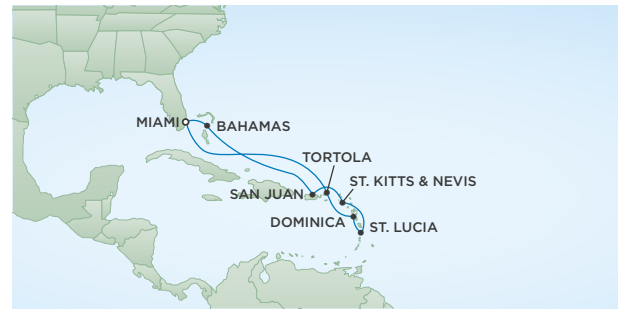 MIAMI
BAHAMAS
TORTOLA
ST. KITTS & NEVIS
SAN JUAN
DOMINICA
ST. LUCIA